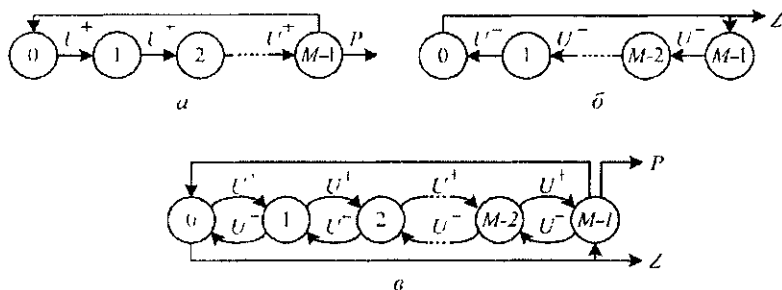 U⁺ U⁺ U⁺ P
0 1 2 M–1
а
Z
U⁻ U⁻ U⁻
0 1 M-2 M–1
б
P
U⁺ U⁺ U⁺ U⁺
0 1 2 M-2 M–1
U⁻ U⁻ U⁻ U⁻
Z
в